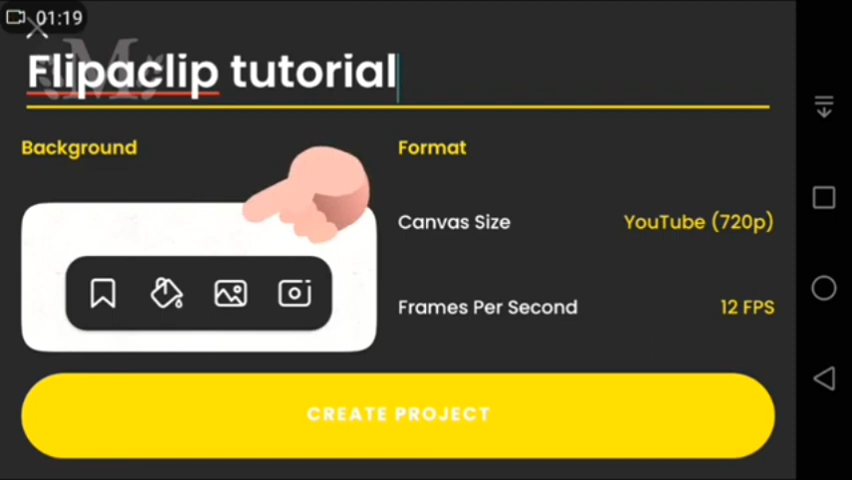 01:19
M
Flipaclip tutorial
Background
Format
Canvas Size YouTube (720p)
Frames Per Second 12 FPS
CREATE PROJECT